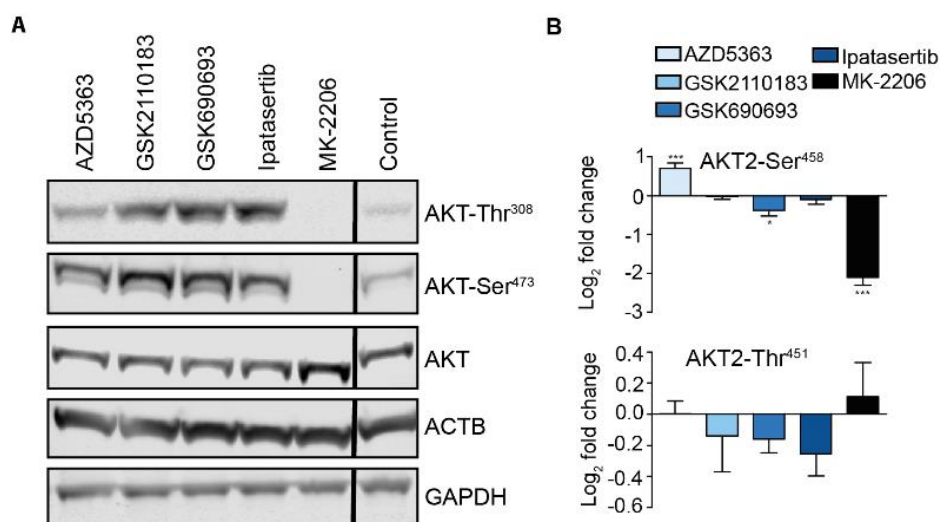 A
AZD5363
GSK2110183
GSK690693
Ipatasertib
MK-2206
Control
AKT-Thr³⁰⁸
AKT-Ser⁴⁷³
AKT
ACTB
GAPDH
B
AZD5363
GSK2110183
GSK690693
Ipatasertib
MK-2206
AKT2-Ser⁴⁵⁸
Log₂ fold change
1
0
-1
-2
-3
***
*
***
AKT2-Thr⁴⁵¹
Log₂ fold change
0.4
0.2
0.0
-0.2
-0.4
-0.6